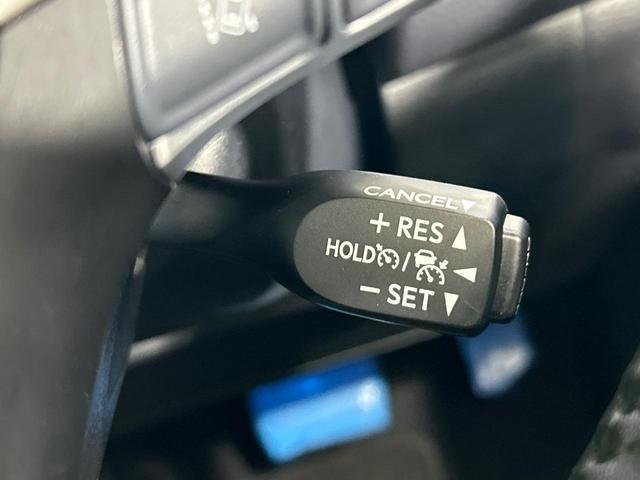 CANCEL▼
+ RES ▲
HOLD / ◀
− SET ▼